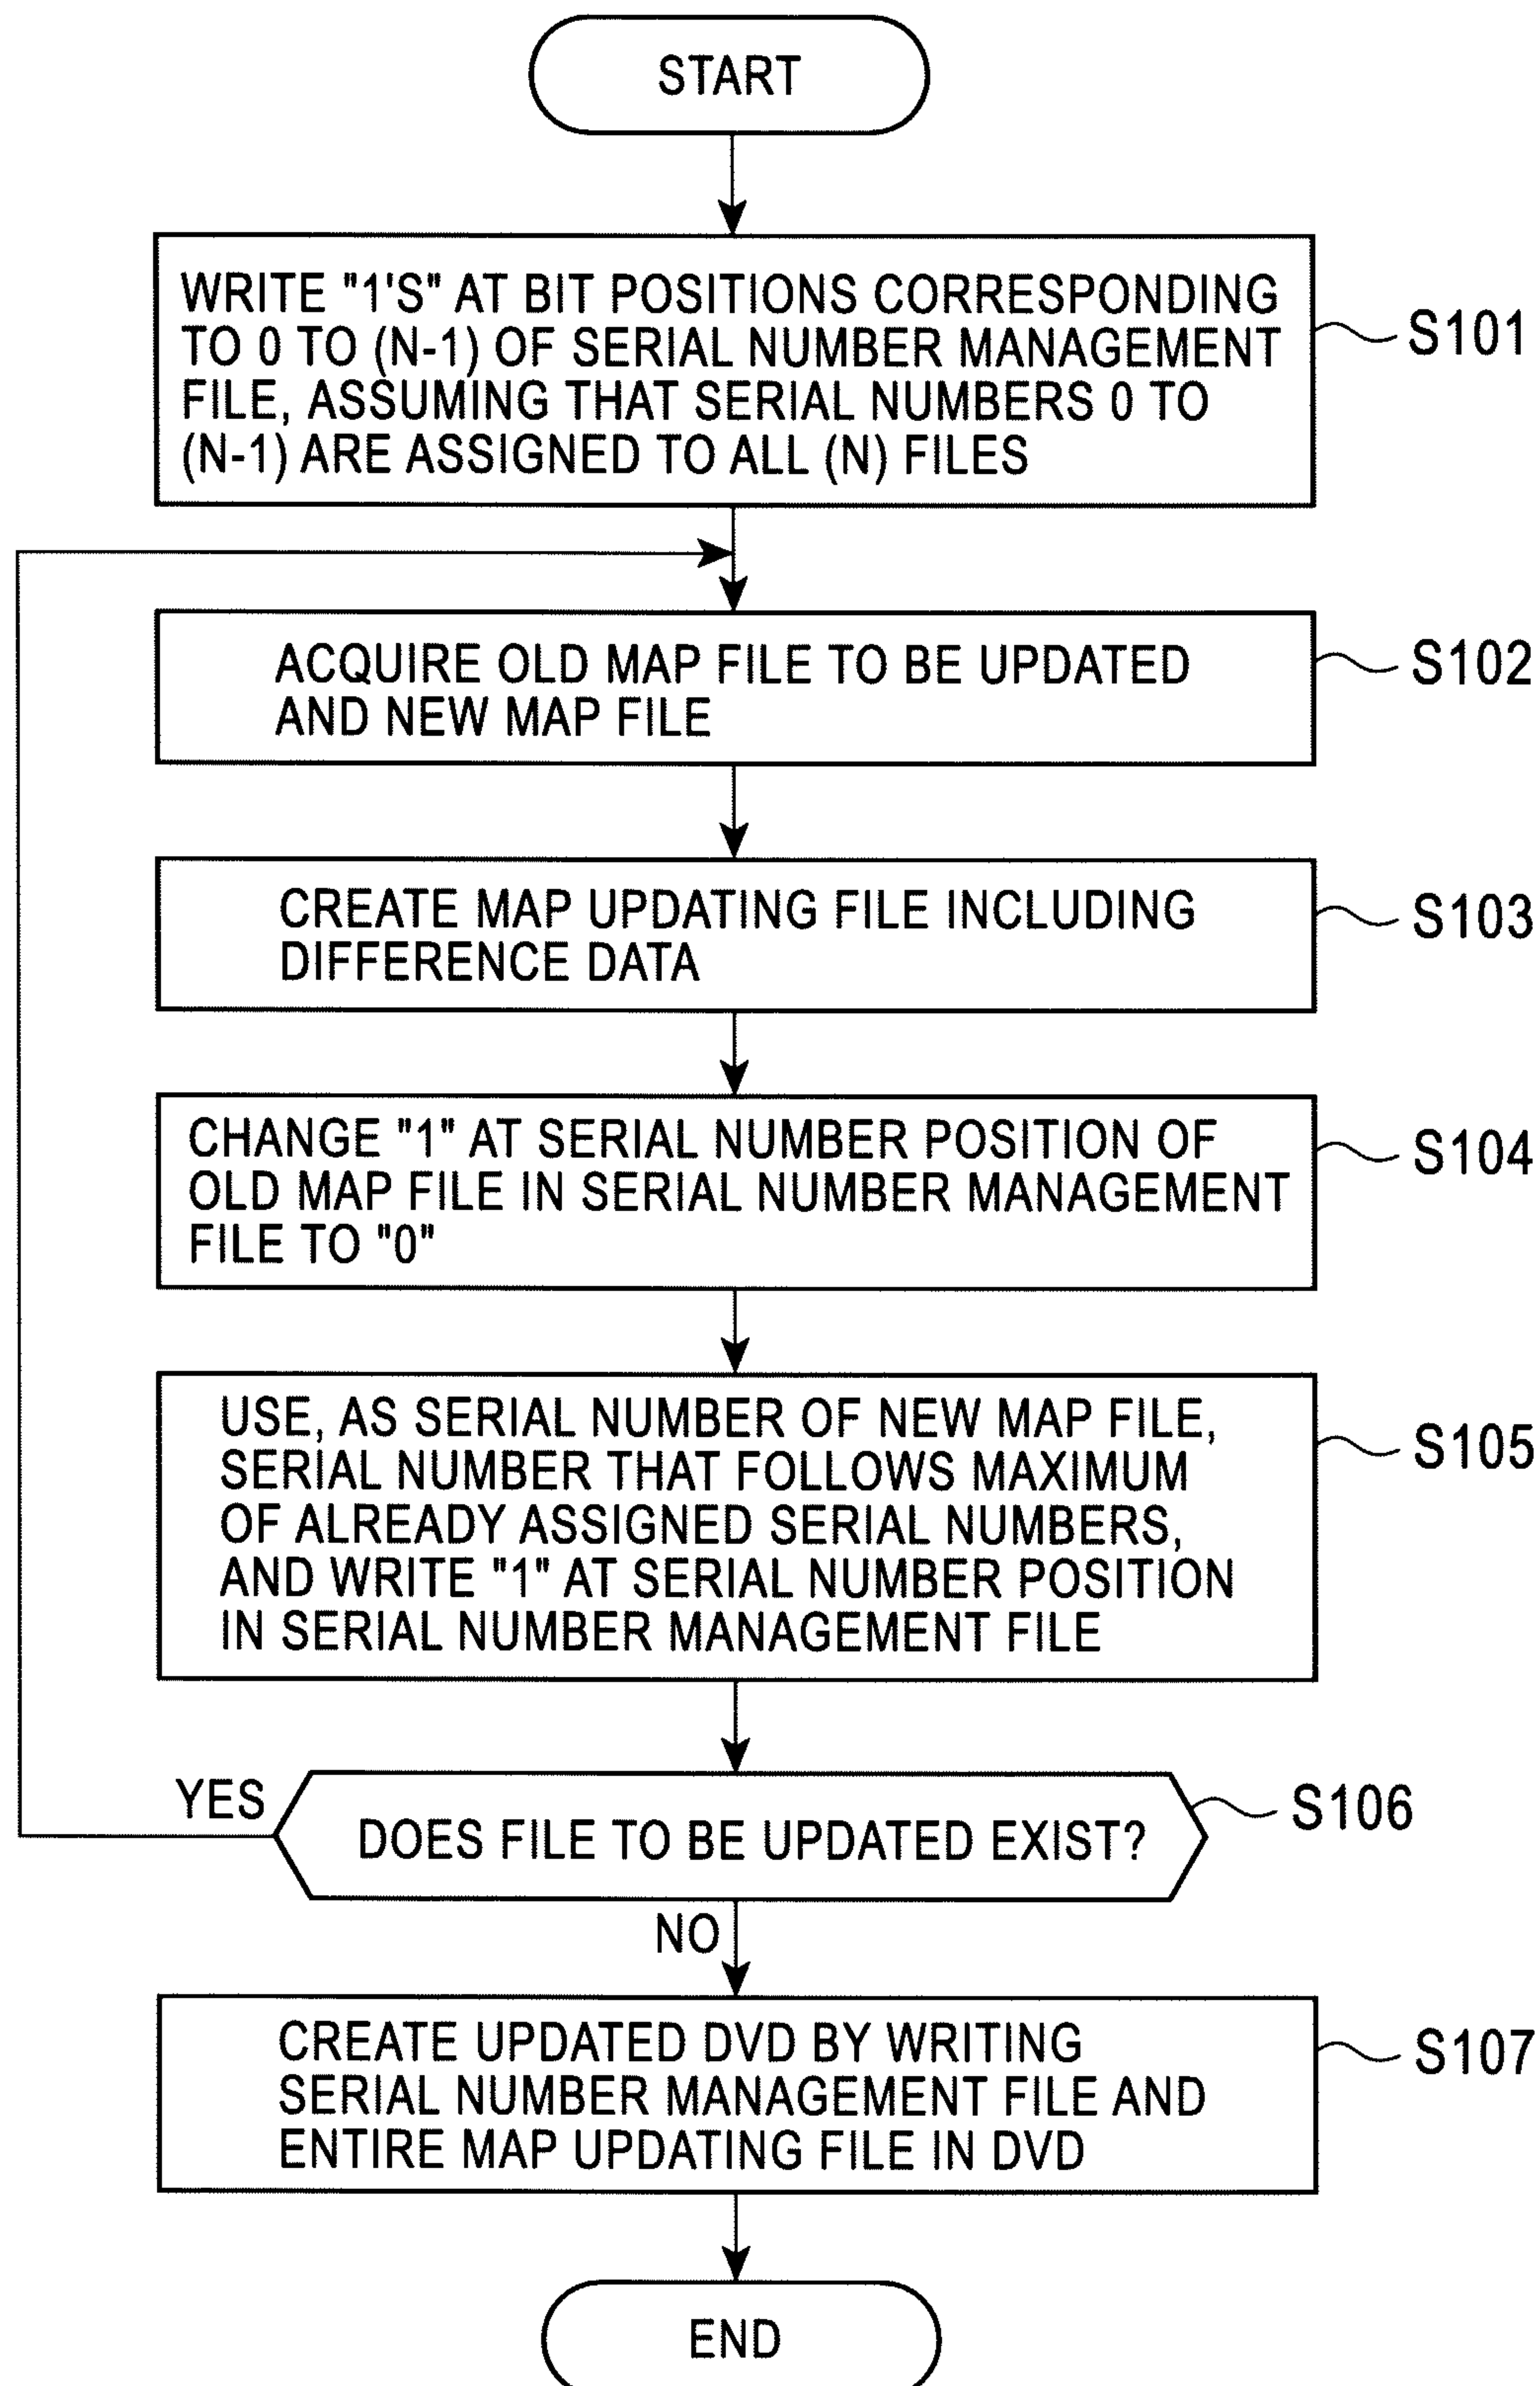 START
WRITE "1'S" AT BIT POSITIONS CORRESPONDING
TO 0 TO (N-1) OF SERIAL NUMBER MANAGEMENT
FILE, ASSUMING THAT SERIAL NUMBERS 0 TO
(N-1) ARE ASSIGNED TO ALL (N) FILES
S101
ACQUIRE OLD MAP FILE TO BE UPDATED
AND NEW MAP FILE
S102
CREATE MAP UPDATING FILE INCLUDING
DIFFERENCE DATA
S103
CHANGE "1" AT SERIAL NUMBER POSITION OF
OLD MAP FILE IN SERIAL NUMBER MANAGEMENT
FILE TO "0"
S104
USE, AS SERIAL NUMBER OF NEW MAP FILE,
SERIAL NUMBER THAT FOLLOWS MAXIMUM
OF ALREADY ASSIGNED SERIAL NUMBERS,
AND WRITE "1" AT SERIAL NUMBER POSITION
IN SERIAL NUMBER MANAGEMENT FILE
S105
YES
DOES FILE TO BE UPDATED EXIST?
S106
NO
CREATE UPDATED DVD BY WRITING
SERIAL NUMBER MANAGEMENT FILE AND
ENTIRE MAP UPDATING FILE IN DVD
S107
END